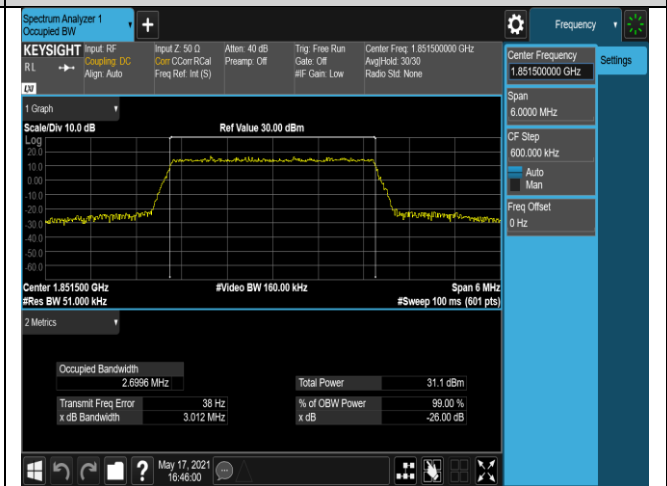 Spectrum Analyzer 1
Occupied BW
Frequency
KEYSIGHT
RL
LXI
Input: RF
Coupling: DC
Align: Auto
Input Z: 50 Ω
Corr CCorr RCal
Freq Ref: Int (S)
Atten: 40 dB
Preamp: Off
Trig: Free Run
Gate: Off
#IF Gain: Low
Center Freq: 1.851500000 GHz
Avg|Hold: 30/30
Radio Std: None
Center Frequency
1.851500000 GHz
Settings
Span
6.0000 MHz
CF Step
600.000 kHz
Auto
Man
Freq Offset
0 Hz
1 Graph
Scale/Div 10.0 dB
Ref Value 30.00 dBm
Log
20.0
10.0
0.00
-10.0
-20.0
-30.0
-40.0
-50.0
-60.0
Center 1.851500 GHz
#Video BW 160.00 kHz
Span 6 MHz
#Res BW 51.000 kHz
#Sweep 100 ms (601 pts)
2 Metrics
Occupied Bandwidth
2.6996 MHz
Total Power 31.1 dBm
Transmit Freq Error 38 Hz
% of OBW Power 99.00 %
x dB Bandwidth 3.012 MHz
x dB -26.00 dB
?
May 17, 2021
16:46:00